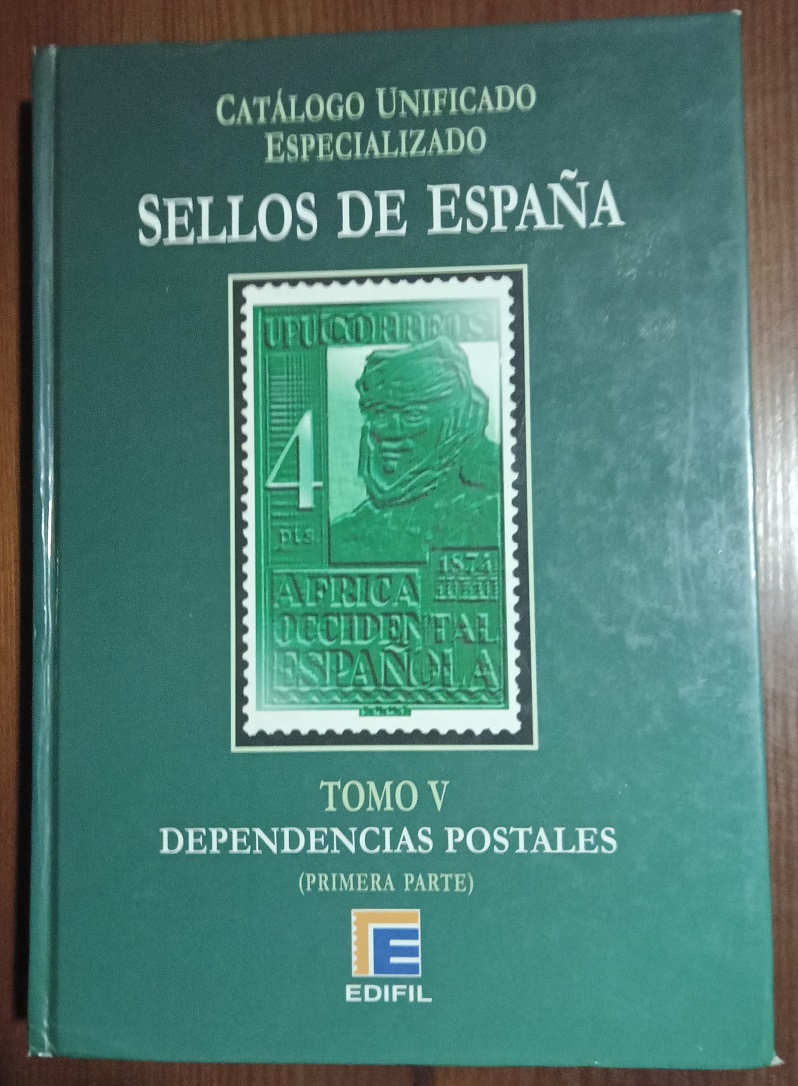 CATÁLOGO UNIFICADO
ESPECIALIZADO
SELLOS DE ESPAÑA
UPU CORREOS
4
pts.
1874
AFRICA
OCCIDENTAL
ESPAÑOLA
TOMO V
DEPENDENCIAS POSTALES
(PRIMERA PARTE)
E
EDIFIL